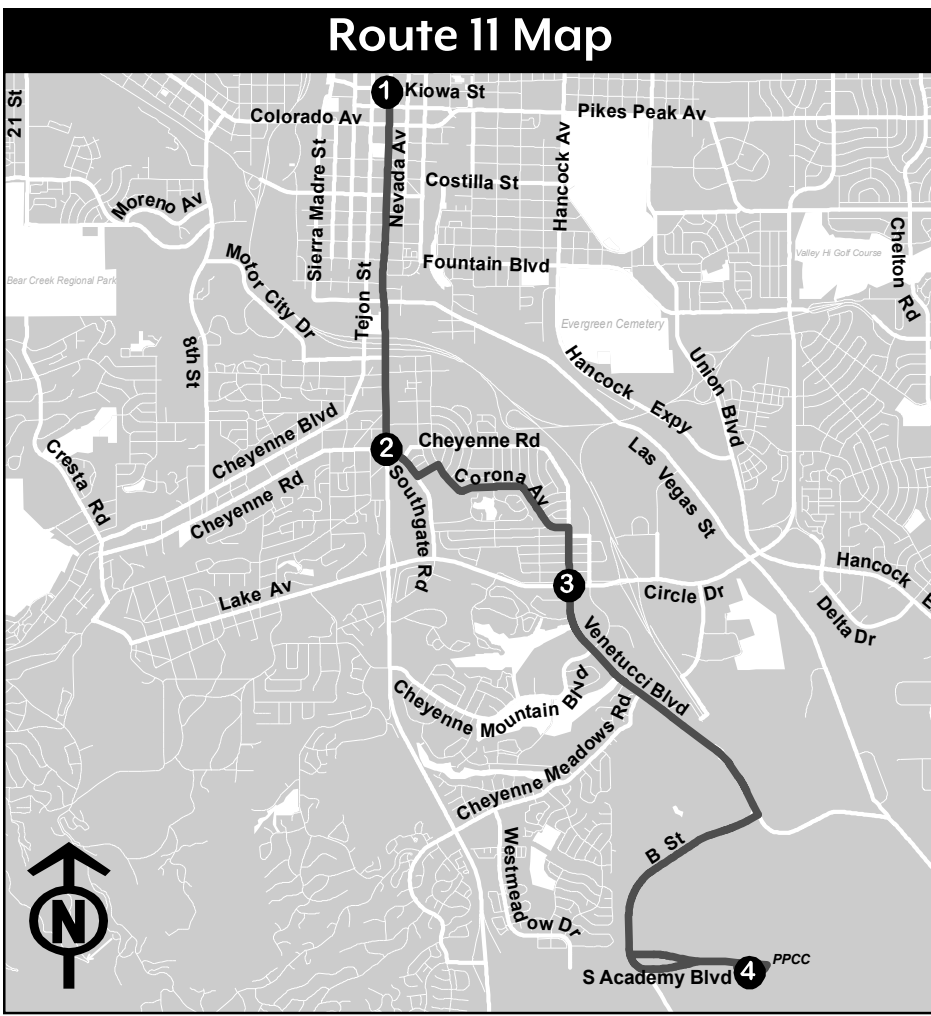 Route 11 Map
21 St
1
Kiowa St
Colorado Av
Pikes Peak Av
Sierra Madre St
Nevada Av
Hancock Av
Costilla St
Moreno Av
Chelton Rd
Valley Hi Golf Course
Motor City Dr
Tejon St
Fountain Blvd
Bear Creek Regional Park
Evergreen Cemetery
8th St
Hancock Expy
Union Blvd
Cheyenne Blvd
2
Cheyenne Rd
Cresta Rd
Cheyenne Rd
Southgate Rd
Corona Av
Las Vegas St
Lake Av
3
Circle Dr
Hancock E
Delta Dr
Venetucci Blvd
Cheyenne Mountain Blvd
Cheyenne Meadows Rd
B St
Westmeadow Dr
N
S Academy Blvd
4
PPCC